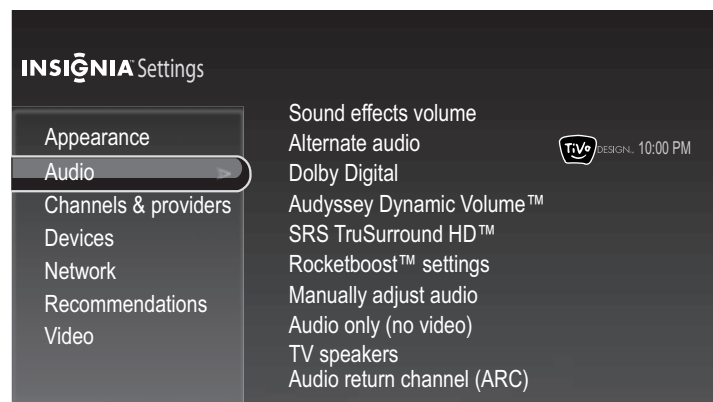 INSIGNIA™ Settings
Appearance
Audio >
Channels & providers
Devices
Network
Recommendations
Video
Sound effects volume
Alternate audio
Dolby Digital
Audyssey Dynamic Volume™
SRS TruSurround HD™
Rocketboost™ settings
Manually adjust audio
Audio only (no video)
TV speakers
Audio return channel (ARC)
TiVo DESIGN.. 10:00 PM